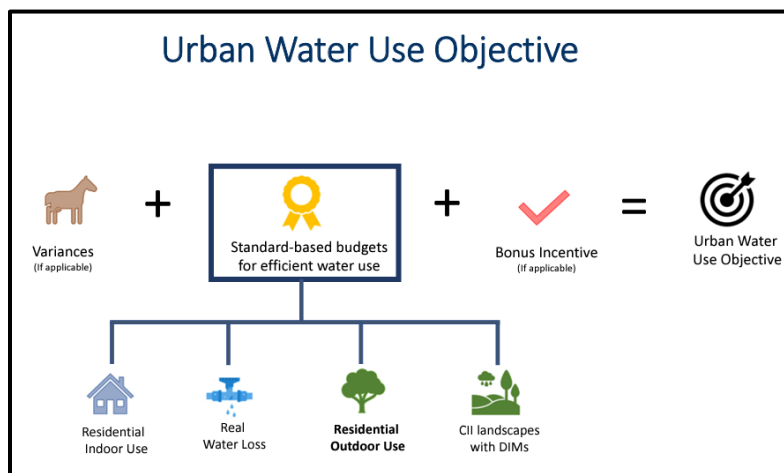 Urban Water Use Objective
+
+
=
Variances
(If applicable)
Standard-based budgets
for efficient water use
Bonus Incentive
(If applicable)
Urban Water
Use Objective
Residential
Indoor Use
Real
Water Loss
Residential
Outdoor Use
CII landscapes
with DIMs